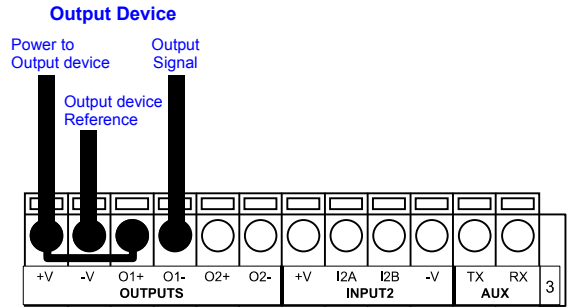 Output Device
Power to
Output device
Output
Signal
Output device
Reference
+V -V O1+ O1- O2+ O2- +V I2A I2B -V TX RX
OUTPUTS INPUT2 AUX 3